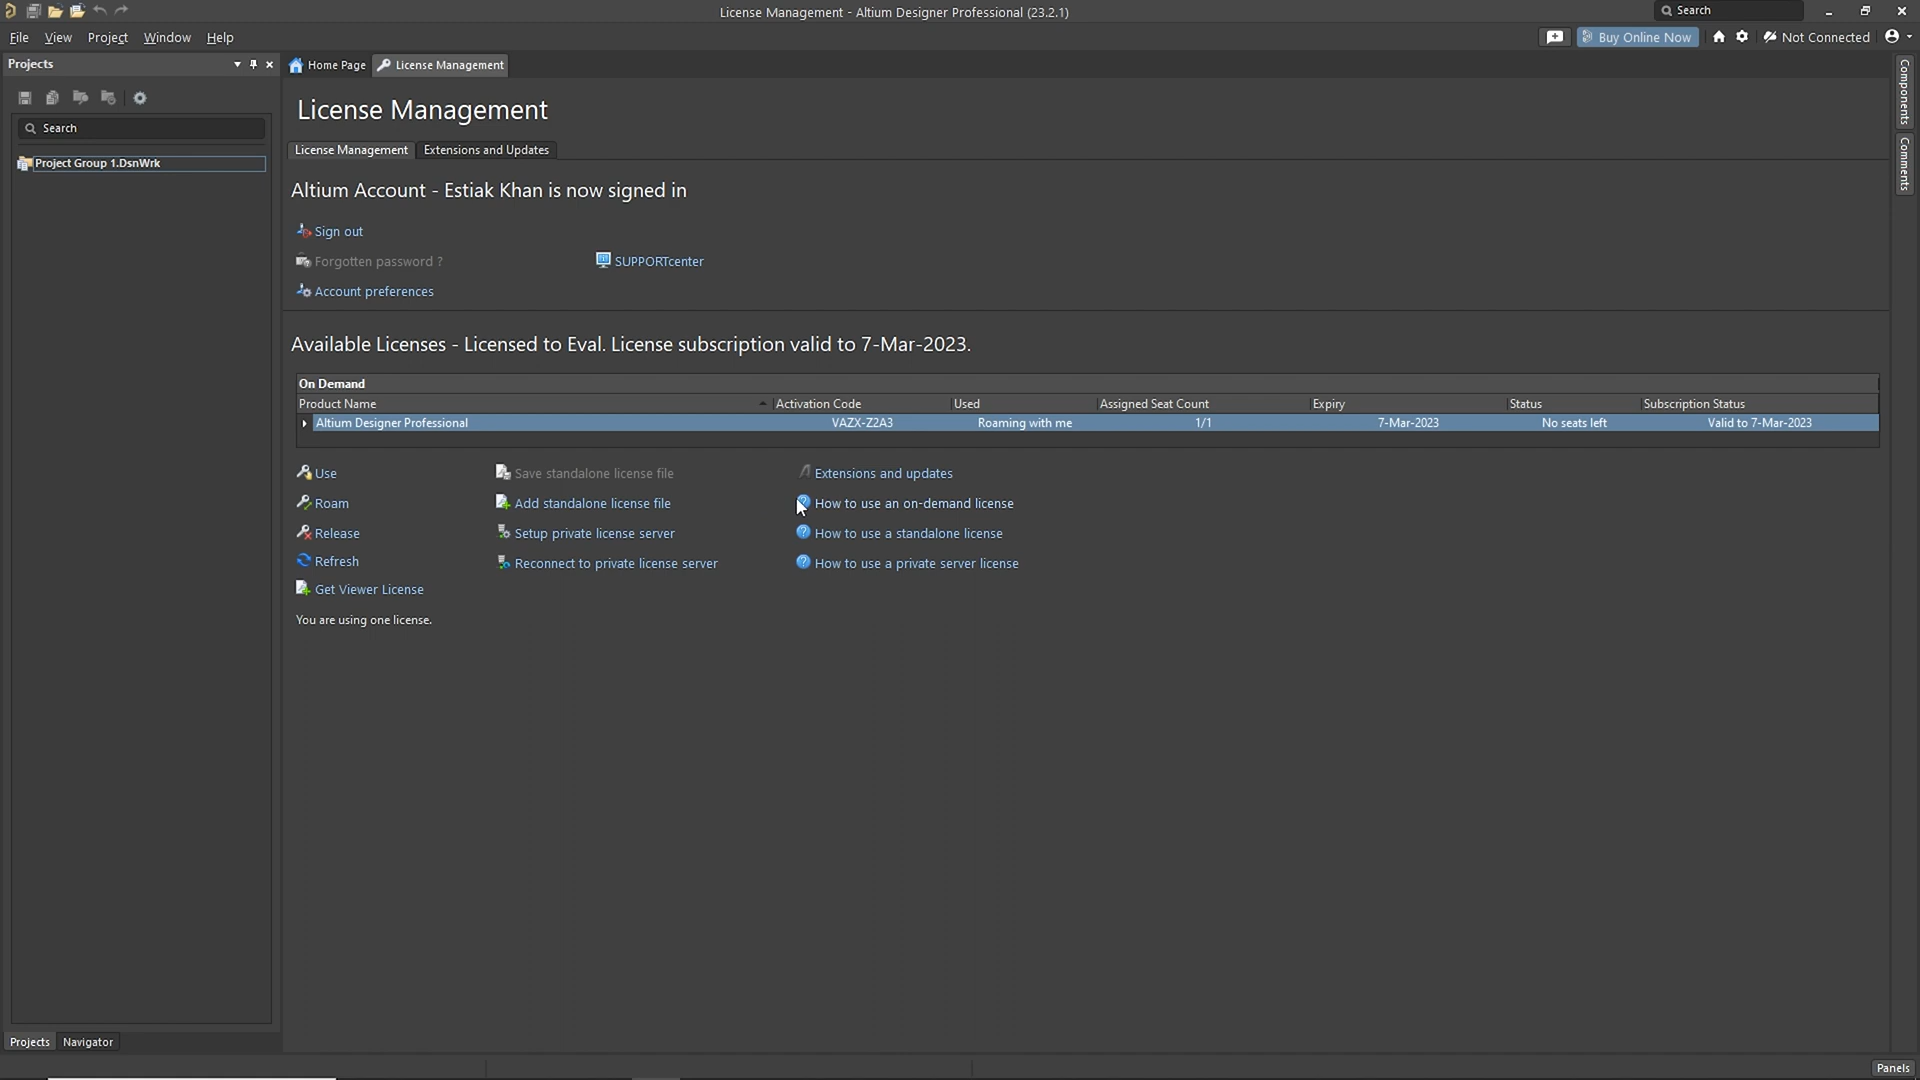 License Management - Altium Designer Professional (23.2.1)
Search
File View Project Window Help
Buy Online Now
Not Connected
Projects
Home Page
License Management
Components
Comments
Search
Project Group 1.DsnWrk
License Management
License Management
Extensions and Updates
Altium Account - Estiak Khan is now signed in
Sign out
Forgotten password ?
SUPPORTcenter
Account preferences
Available Licenses - Licensed to Eval. License subscription valid to 7-Mar-2023.
On Demand
Product Name Activation Code Used Assigned Seat Count Expiry Status Subscription Status
Altium Designer Professional VAZX-Z2A3 Roaming with me 1/1 7-Mar-2023 No seats left Valid to 7-Mar-2023
Use Save standalone license file Extensions and updates
Roam Add standalone license file How to use an on-demand license
Release Setup private license server How to use a standalone license
Refresh Reconnect to private license server How to use a private server license
Get Viewer License
You are using one license.
Projects Navigator
Panels